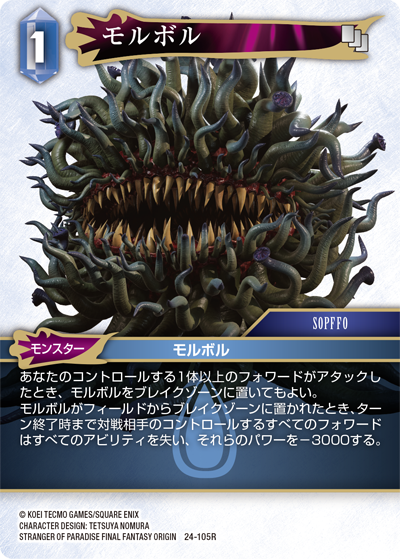 1
モルボル
SOPFFO
モンスター
モルボル
あなたのコントロールする1体以上のフォワードがアタックし
たとき、モルボルをブレイクゾーンに置いてもよい。
モルボルがフィールドからブレイクゾーンに置かれたとき、ター
ン終了時まで対戦相手のコントロールするすべてのフォワード
はすべてのアビリティを失い、それらのパワーを－3000する。
© KOEI TECMO GAMES/SQUARE ENIX
CHARACTER DESIGN: TETSUYA NOMURA
STRANGER OF PARADISE FINAL FANTASY ORIGIN 24-105R